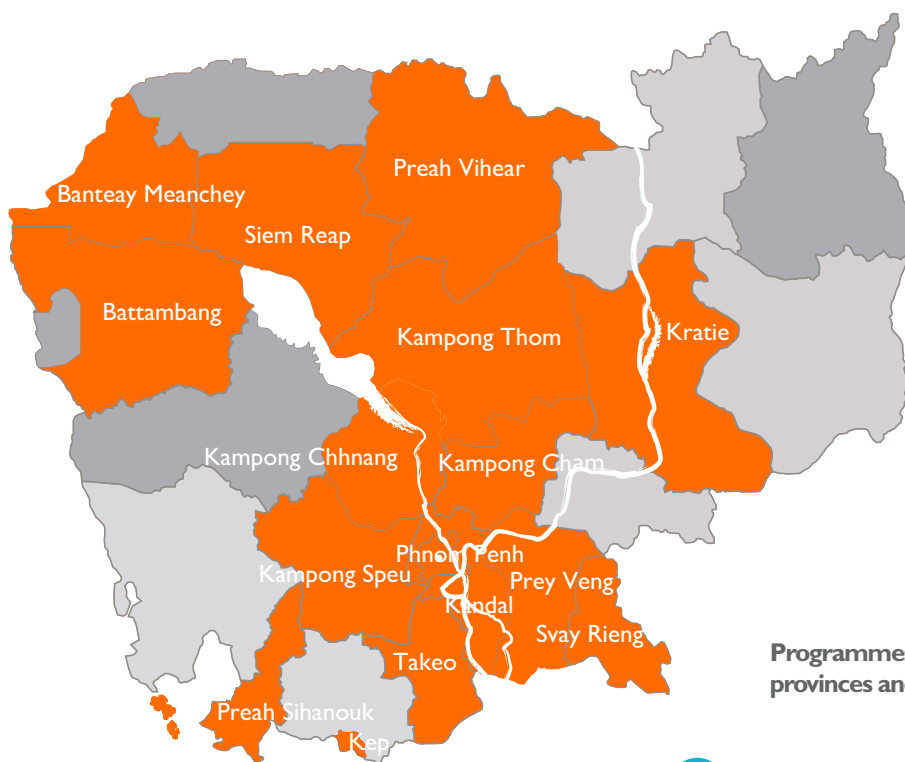 Preah Vihear
Banteay Meanchey
Siem Reap
Battambang
Kampong Thom
Kratie
Kampong Chhnang
Kampong Cham
Phnom Penh
Kampong Speu
Prey Veng
Kandal
Svay Rieng
Takeo
Programmes
provinces an
Preah Sihanouk
Kep